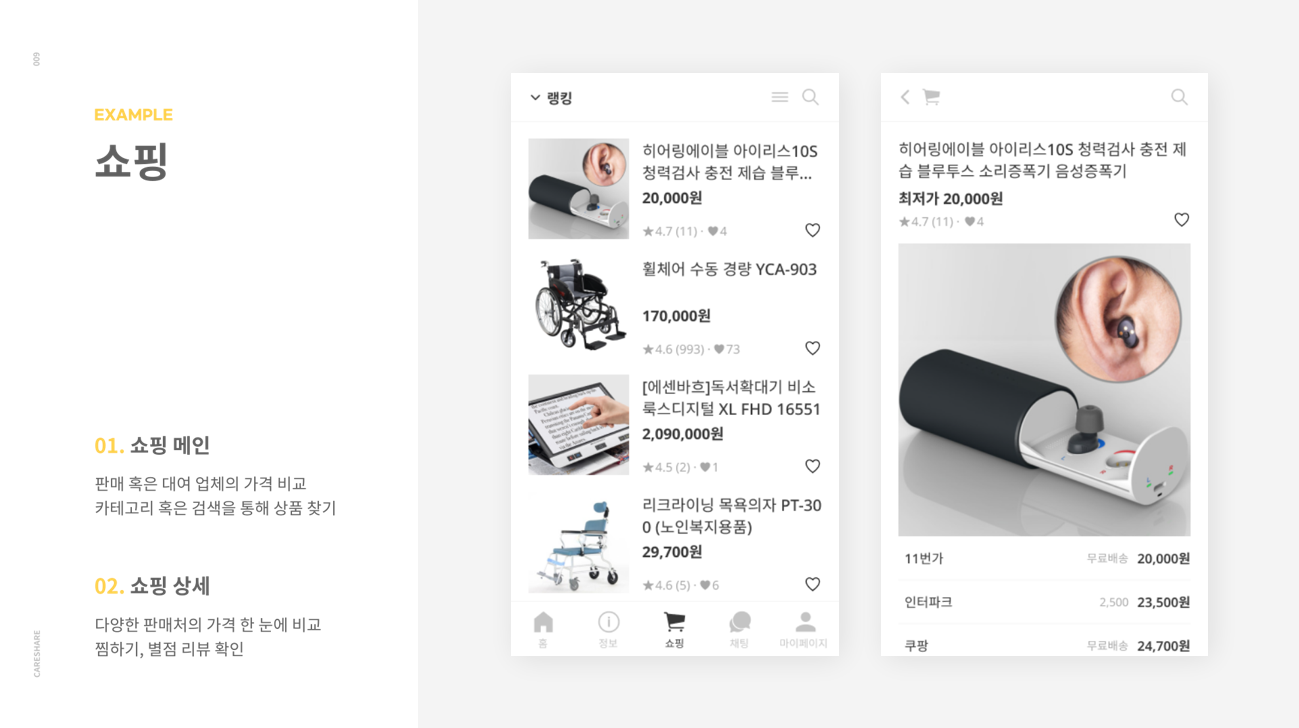 009
EXAMPLE
쇼핑
01. 쇼핑 메인
판매 혹은 대여 업체의 가격 비교
카테고리 혹은 검색을 통해 상품 찾기
02. 쇼핑 상세
다양한 판매처의 가격 한 눈에 비교
찜하기, 별점 리뷰 확인
CARESHARE
랭킹
히어링에이블 아이리스10S
청력검사 충전 제습 블루...
20,000원
★4.7 (11) · ♥4
휠체어 수동 경량 YCA-903
170,000원
★4.6 (993) · ♥73
[에센바흐]독서확대기 비소
룩스디지털 XL FHD 16551
2,090,000원
★4.5 (2) · ♥1
리크라이닝 목욕의자 PT-30
0 (노인복지용품)
29,700원
★4.6 (5) · ♥6
홈 정보 쇼핑 채팅 마이페이지
히어링에이블 아이리스10S 청력검사 충전 제
습 블루투스 소리증폭기 음성증폭기
최저가 20,000원
★4.7 (11) · ♥4
11번가 무료배송 20,000원
인터파크 2,500 23,500원
쿠팡 무료배송 24,700원